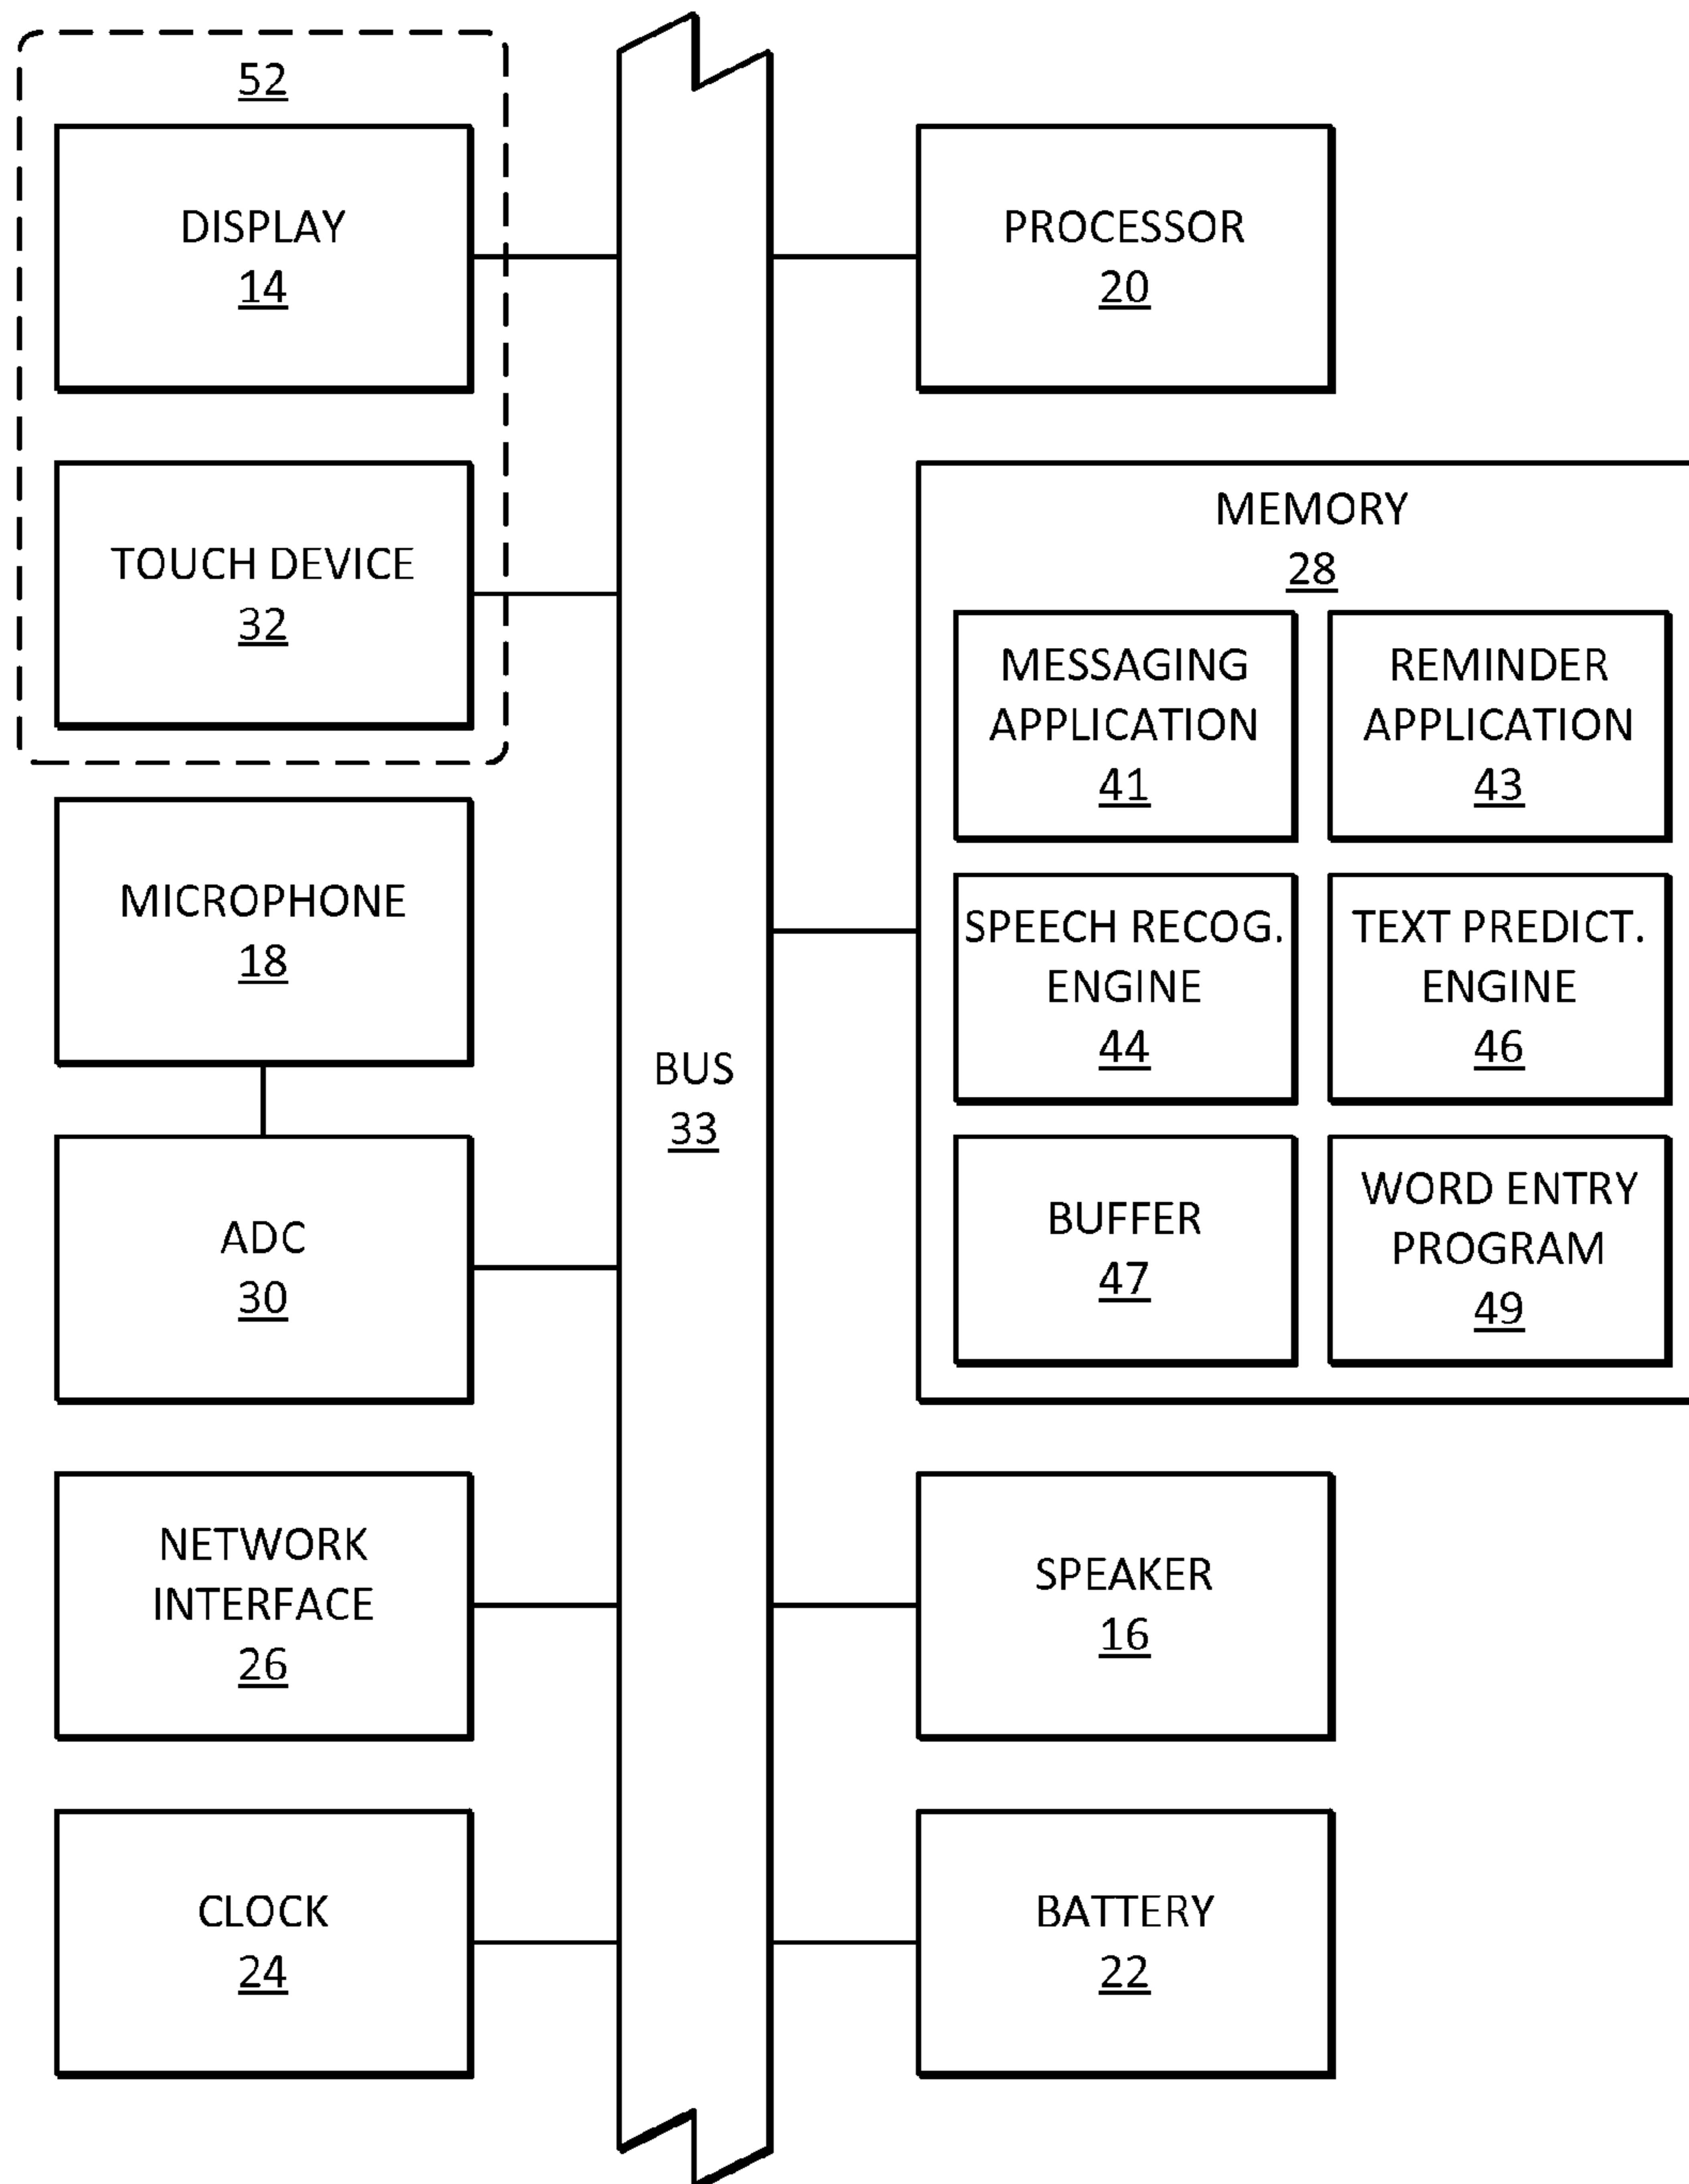 52
DISPLAY
14
TOUCH DEVICE
32
MICROPHONE
18
ADC
30
NETWORK
INTERFACE
26
CLOCK
24
BUS
33
PROCESSOR
20
MEMORY
28
MESSAGING
APPLICATION
41
REMINDER
APPLICATION
43
SPEECH RECOG.
ENGINE
44
TEXT PREDICT.
ENGINE
46
BUFFER
47
WORD ENTRY
PROGRAM
49
SPEAKER
16
BATTERY
22